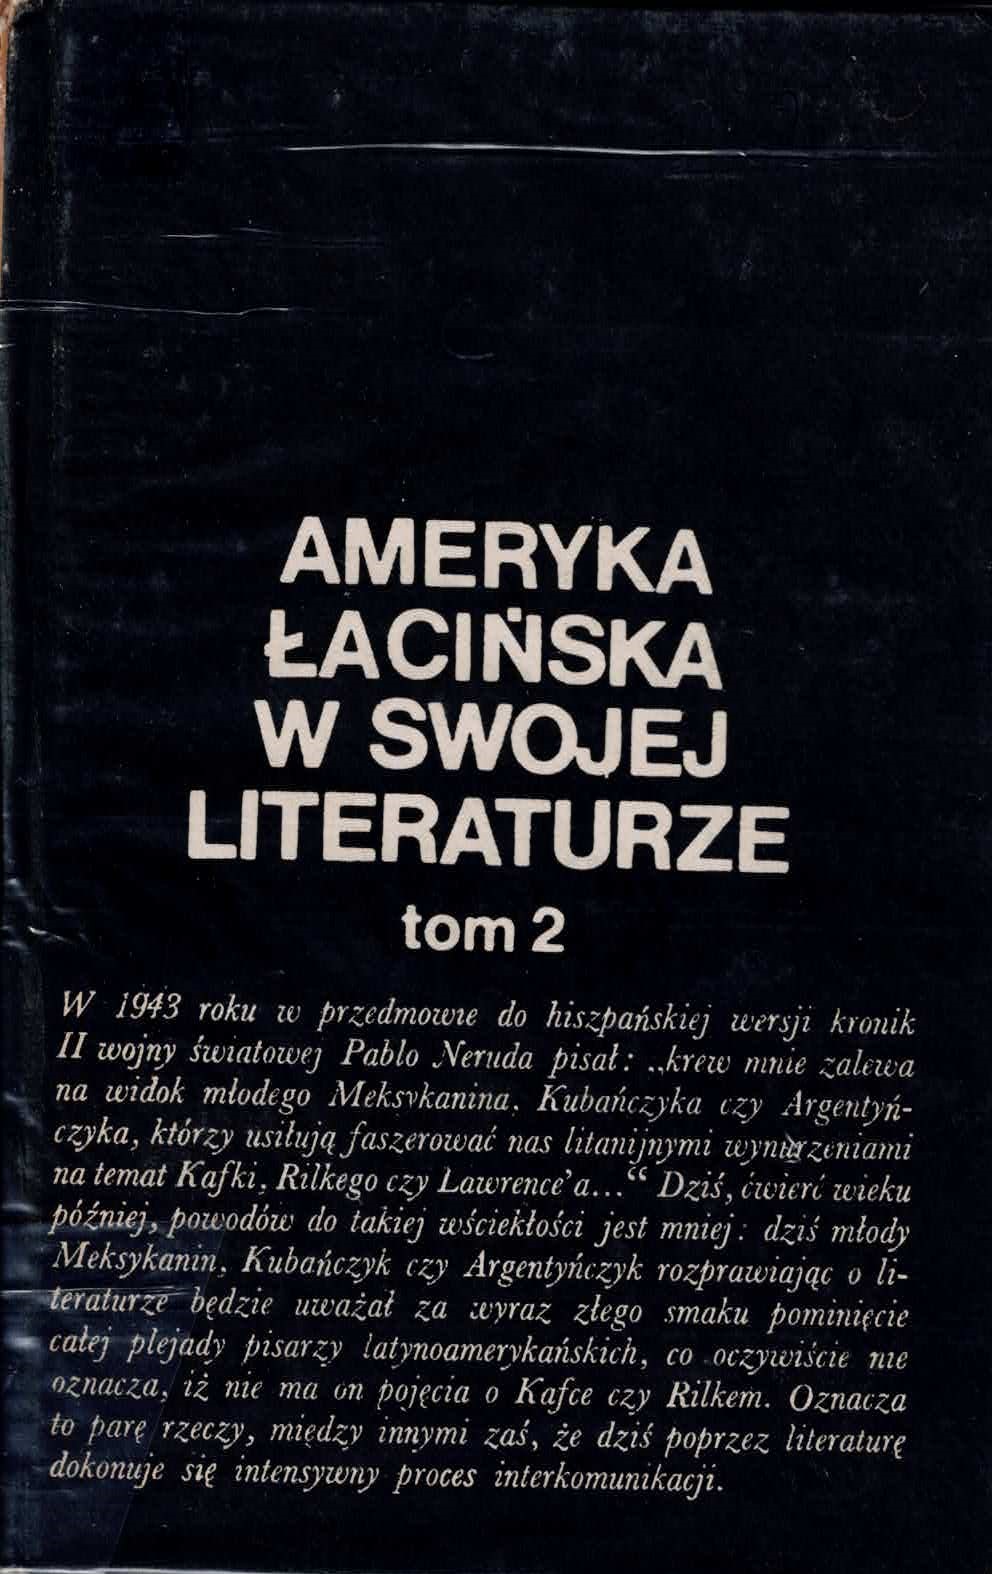 AMERYKA
ŁACIŃSKA
W SWOJEJ
LITERATURZE
tom 2
W 1943 roku w przedmowie do hiszpańskiej wersji kronik
II wojny światowej Pablo Neruda pisał: „krew mnie zalewa
na widok młodego Meksykanina, Kubańczyka czy Argentyń-
czyka, którzy usiłują faszerować nas litanijnymi wynurzeniami
na temat Kafki, Rilkego czy Lawrence'a...“ Dziś, ćwierć wieku
później, powodów do takiej wściekłości jest mniej: dziś młody
Meksykanin, Kubańczyk czy Argentyńczyk rozprawiając o li-
teraturze będzie uważał za wyraz złego smaku pominięcie
całej plejady pisarzy latynoamerykańskich, co oczywiście nie
oznacza, iż nie ma on pojęcia o Kafce czy Rilkem. Oznacza
to parę rzeczy, między innymi zaś, że dziś poprzez literaturę
dokonuje się intensywny proces interkomunikacji.